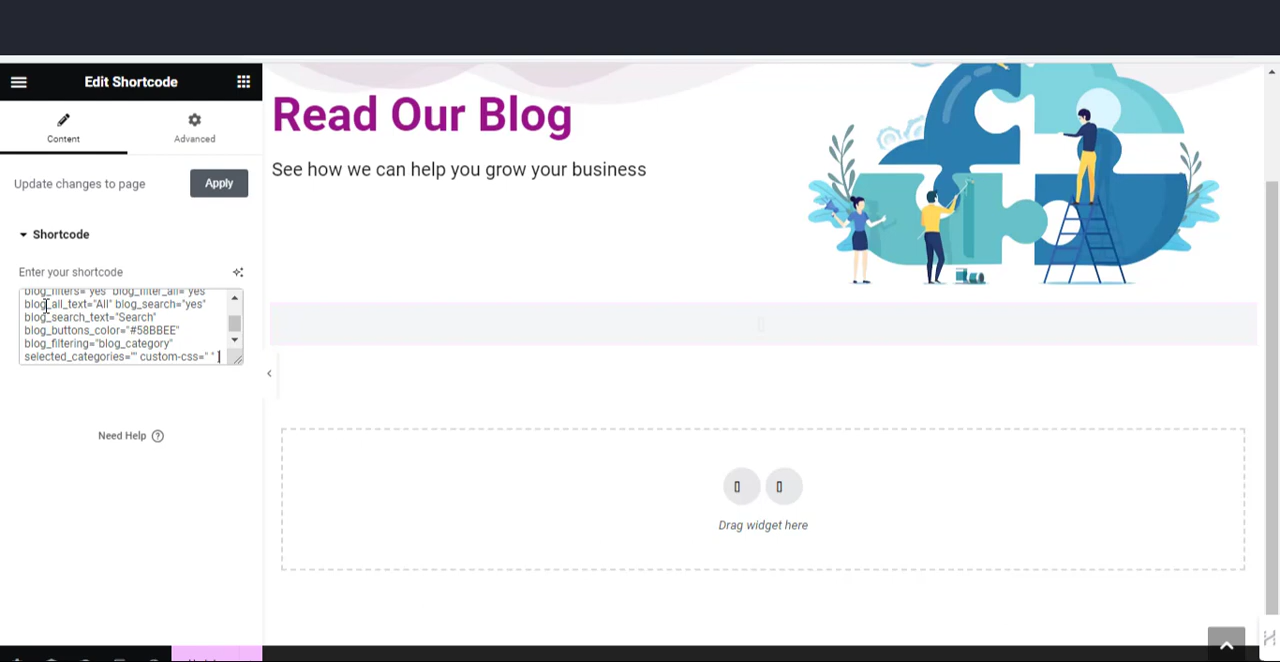 Edit Shortcode
Content
Advanced
Update changes to page
Apply
Shortcode
Enter your shortcode
blog_filters="yes" blog_filter_all="yes"
blog_all_text="All" blog_search="yes"
blog_search_text="Search"
blog_buttons_color="#58BBEE"
blog_filtering="blog_category"
selected_categories="" custom-css=" "
Need Help
Read Our Blog
See how we can help you grow your business
Drag widget here